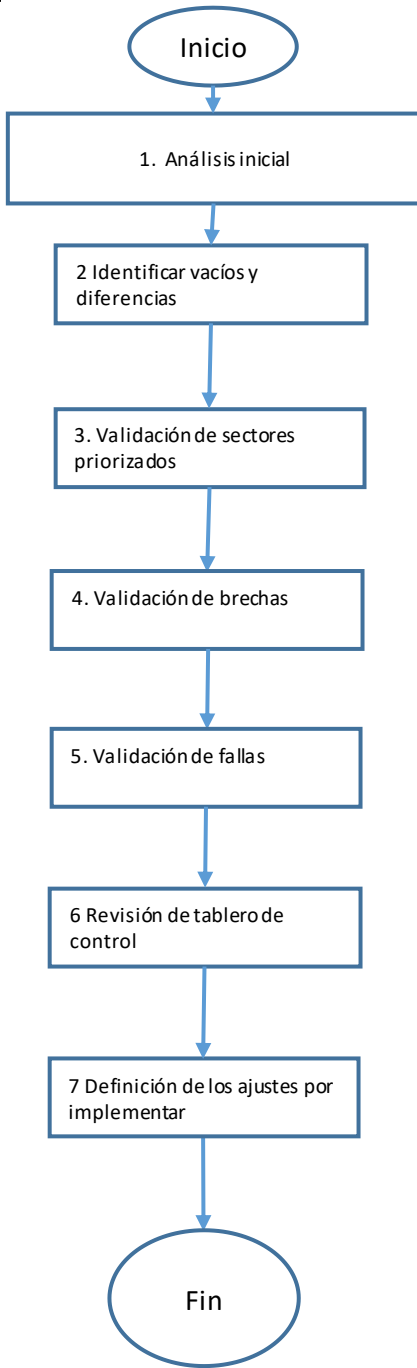 Inicio
1. Análisis inicial
2 Identificar vacíos y
diferencias
3. Validación de sectores
priorizados
4. Validación de brechas
5. Validación de fallas
6 Revisión de tablero de
control
7 Definición de los ajustes por
implementar
Fin